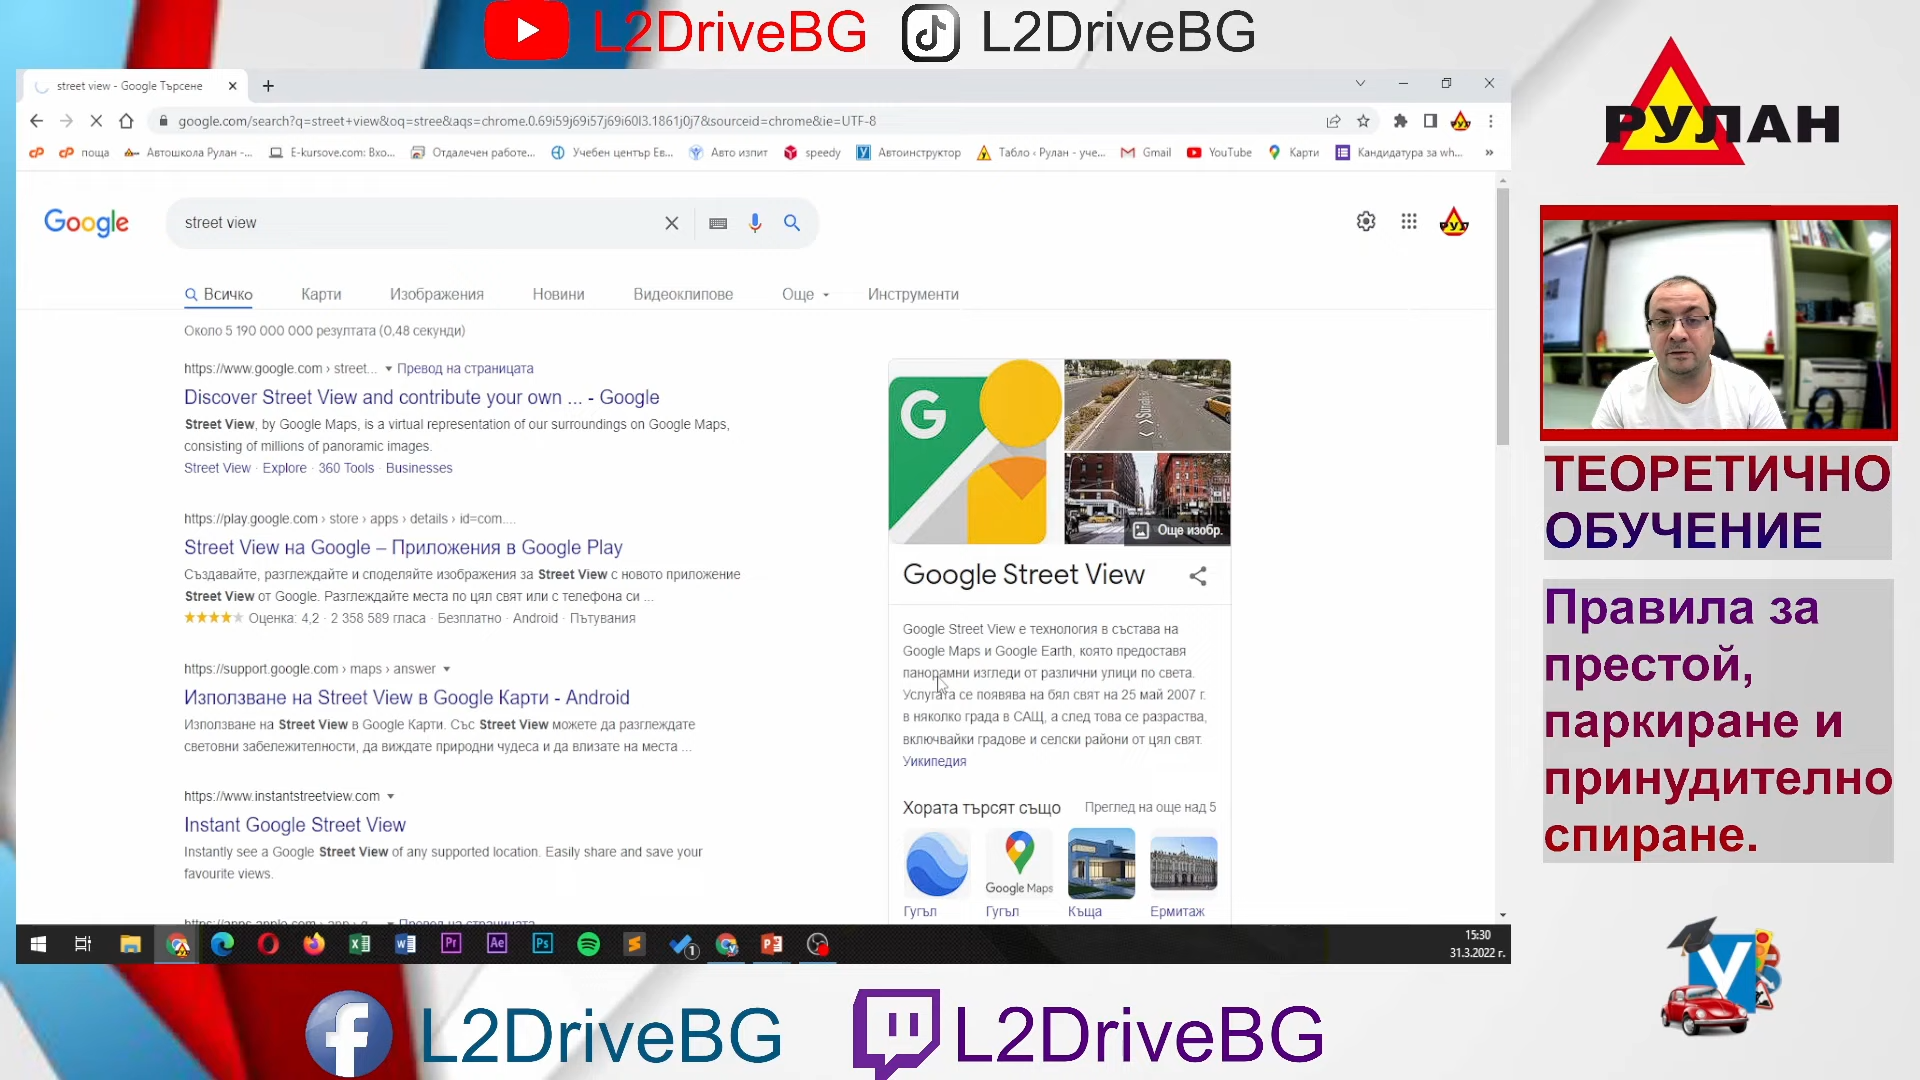 L2DriveBG L2DriveBG
street view - Google Търсене
google.com/search?q=street+view&oq=stree&aqs=chrome.0.69i59j69i57j69i60l3.1861j0j7&sourceid=chrome&ie=UTF-8
поща Автошкола Рулан -... E-kursove.com: Вхо... Отдалечен работе... Учебен център Ев... Авто изпит speedy Автоинструктор Табло ‹ Рулан - уче... Gmail YouTube Карти Кандидатура за wh... »
РУЛАН
Google
street view
Всичко Карти Изображения Новини Видеоклипове Още Инструменти
Около 5 190 000 000 резултата (0,48 секунди)
https://www.google.com › street... Превод на страницата
Discover Street View and contribute your own ... - Google
Street View, by Google Maps, is a virtual representation of our surroundings on Google Maps,
consisting of millions of panoramic images.
Street View · Explore · 360 Tools · Businesses
https://play.google.com › store › apps › details › id=com....
Street View на Google – Приложения в Google Play
Създавайте, разглеждайте и споделяйте изображения за Street View с новото приложение
Street View от Google. Разглеждайте места по цял свят или с телефона си ...
Оценка: 4,2 · 2 358 589 гласа · Безплатно · Android · Пътувания
https://support.google.com › maps › answer
Използване на Street View в Google Карти - Android
Използване на Street View в Google Карти. Със Street View можете да разглеждате
световни забележителности, да виждате природни чудеса и да влизате на места ...
https://www.instantstreetview.com
Instant Google Street View
Instantly see a Google Street View of any supported location. Easily share and save your
favourite views.
Още изобр.
Google Street View
Google Street View е технология в състава на
Google Maps и Google Earth, която предоставя
панорамни изгледи от различни улици по света.
Услугата се появява на бял свят на 25 май 2007 г.
в няколко града в САЩ, а след това се разраства,
включвайки градове и селски райони от цял свят.
Уикипедия
Хората търсят също Преглед на още над 5
Google Maps
Гугъл Гугъл Къща Ермитаж
ТЕОРЕТИЧНО
ОБУЧЕНИЕ
Правила за
престой,
паркиране и
принудително
спиране.
15:30
31.3.2022 г.
L2DriveBG L2DriveBG